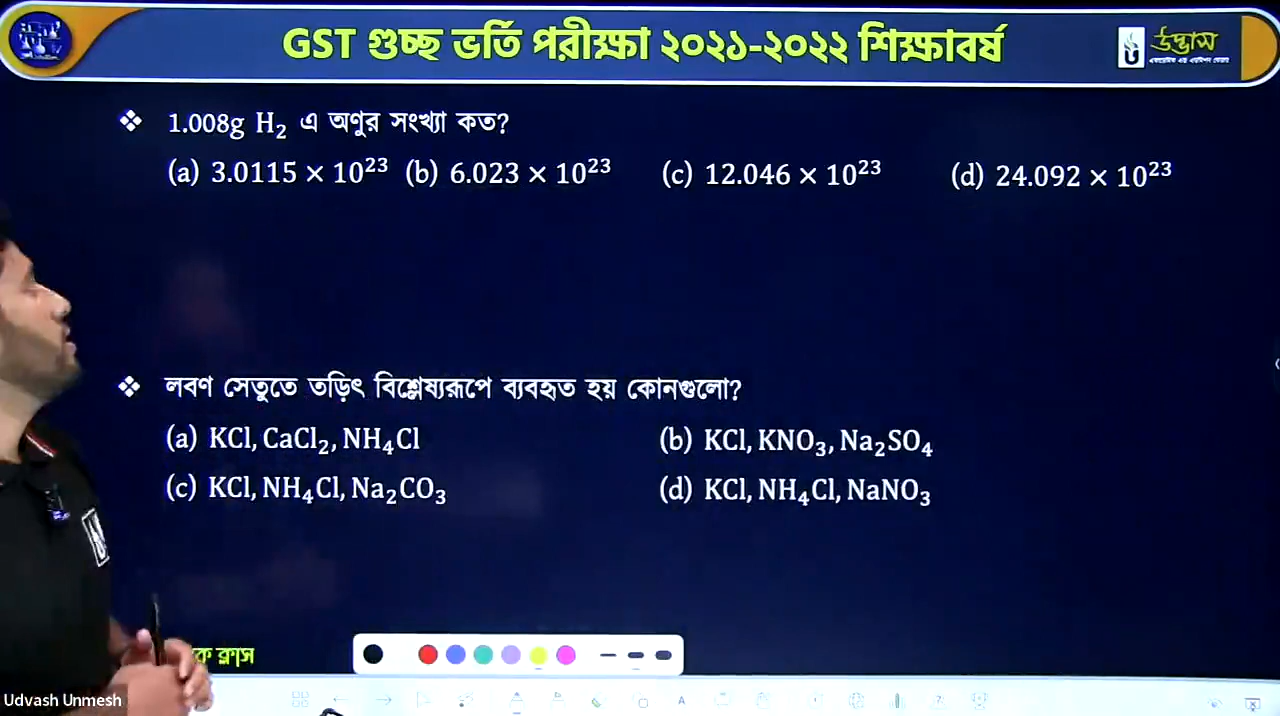 GST গুচ্ছ ভর্তি পরীক্ষা ২০২১-২০২২ শিক্ষাবর্ষ
উদ্ভাস
❖ 1.008g H₂ এ অণুর সংখ্যা কত?
(a) 3.0115 × 10²³ (b) 6.023 × 10²³ (c) 12.046 × 10²³ (d) 24.092 × 10²³
❖ লবণ সেতুতে তড়িৎ বিশ্লেষ্যরূপে ব্যবহৃত হয় কোনগুলো?
(a) KCl, CaCl₂, NH₄Cl (b) KCl, KNO₃, Na₂SO₄
(c) KCl, NH₄Cl, Na₂CO₃ (d) KCl, NH₄Cl, NaNO₃
ক্লাস
Udvash Unmesh